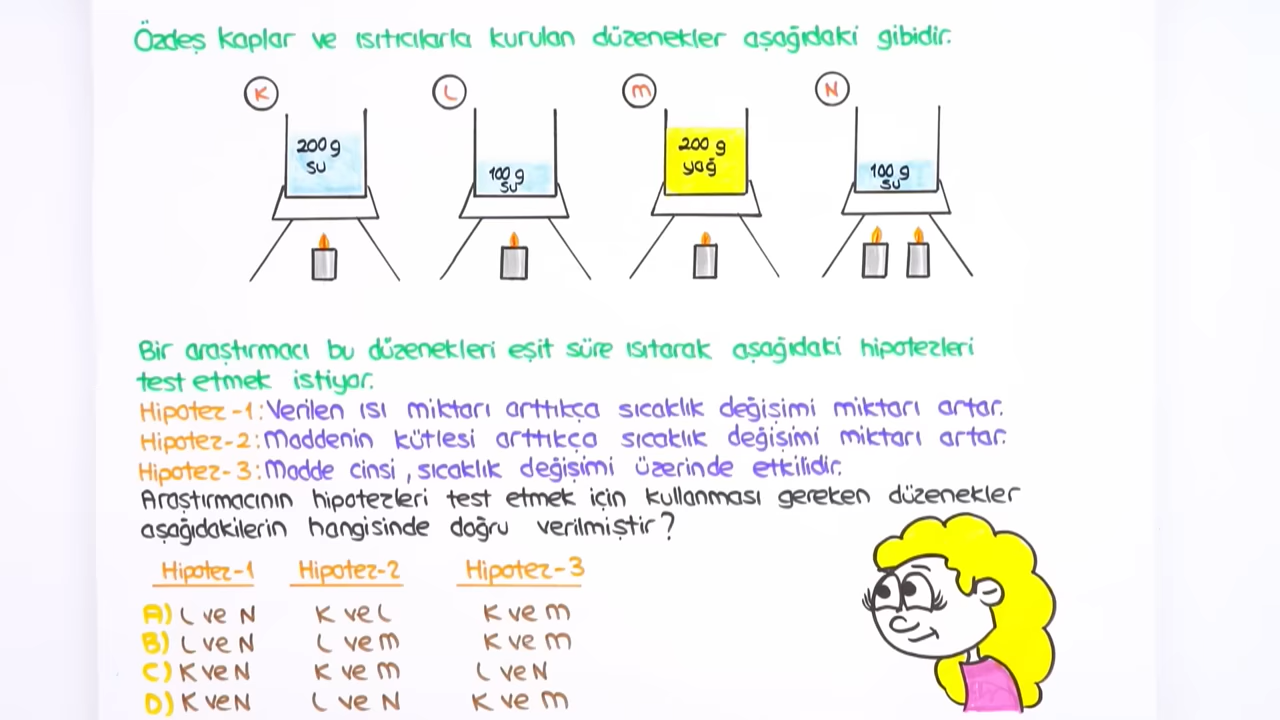 Özdeş kaplar ve ısıtıcılarla kurulan düzenekler aşağıdaki gibidir.
K L M N
200 g su
100 g su
200 g yağ
100 g su
Bir araştırmacı bu düzenekleri eşit süre ısıtarak aşağıdaki hipotezleri
test etmek istiyor.
Hipotez-1: Verilen ısı miktarı arttıkça sıcaklık değişimi miktarı artar.
Hipotez-2: Maddenin kütlesi arttıkça sıcaklık değişimi miktarı artar.
Hipotez-3: Madde cinsi, sıcaklık değişimi üzerinde etkilidir.
Araştırmacının hipotezleri test etmek için kullanması gereken düzenekler
aşağıdakilerin hangisinde doğru verilmiştir?
Hipotez-1 Hipotez-2 Hipotez-3
A) L ve N K ve L K ve M
B) L ve N L ve M K ve M
C) K ve N K ve M L ve N
D) K ve N L ve N K ve M